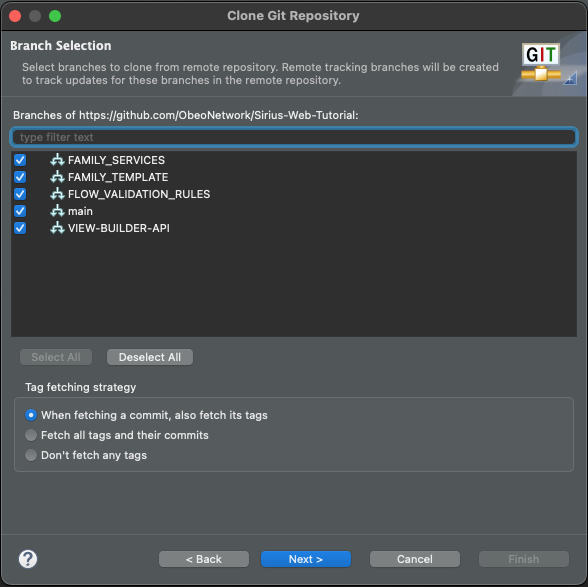 Clone Git Repository
Branch Selection
Select branches to clone from remote repository. Remote tracking branches will be created
to track updates for these branches in the remote repository.
GIT
Branches of https://github.com/ObeoNetwork/Sirius-Web-Tutorial:
type filter text
FAMILY_SERVICES
FAMILY_TEMPLATE
FLOW_VALIDATION_RULES
main
VIEW-BUILDER-API
Select All
Deselect All
Tag fetching strategy
When fetching a commit, also fetch its tags
Fetch all tags and their commits
Don't fetch any tags
?
< Back
Next >
Cancel
Finish